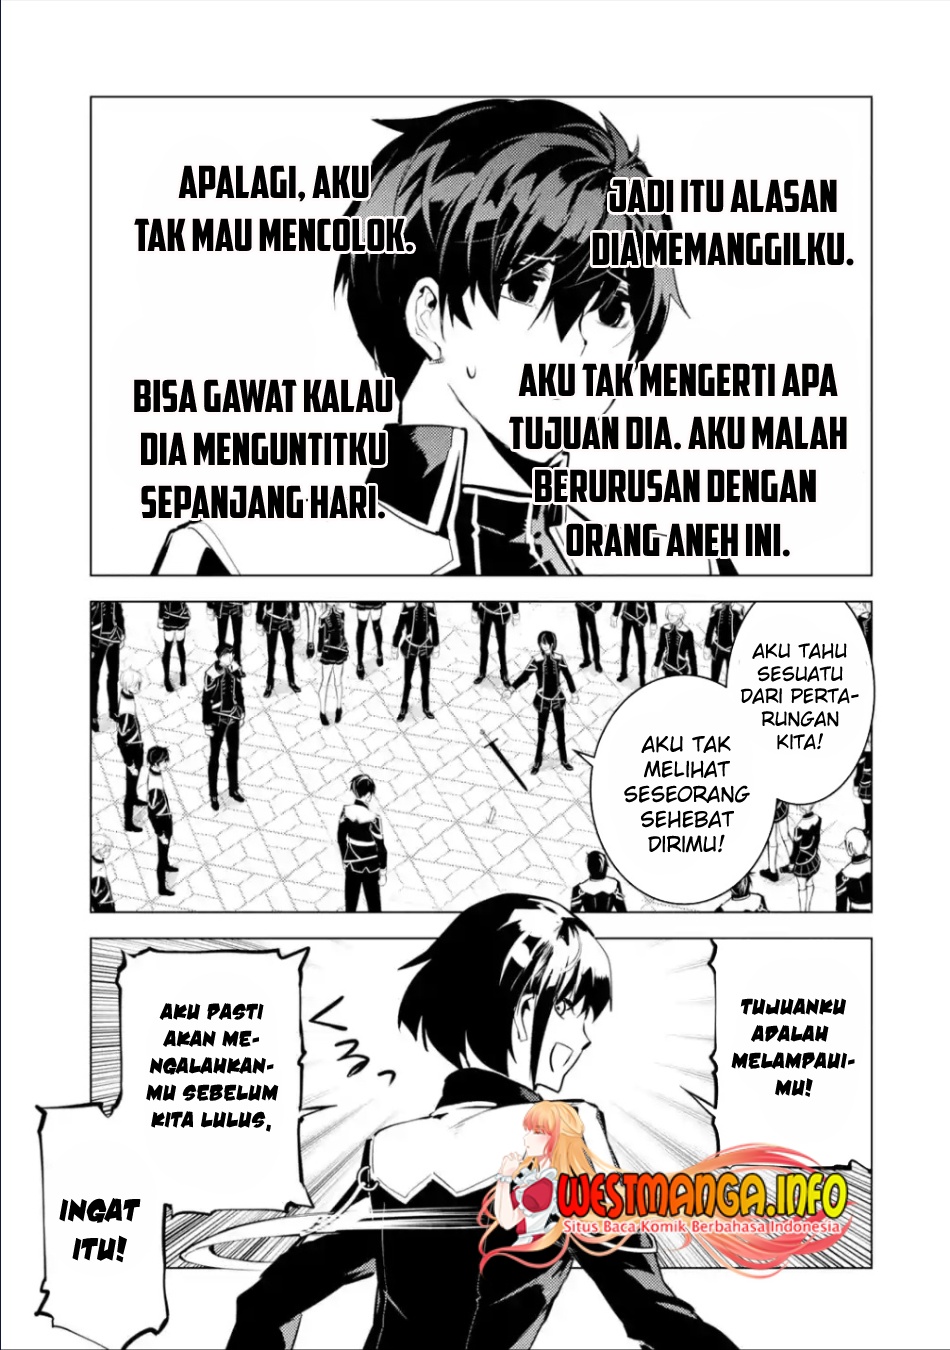 JADI ITU ALASAN
DIA MEMANGGILKU.
APALAGI, AKU
TAK MAU MENCOLOK.
AKU TAK MENGERTI APA
TUJUAN DIA. AKU MALAH
BERURUSAN DENGAN
ORANG ANEH INI.
BISA GAWAT KALAU
DIA MENGUNTITKU
SEPANJANG HARI.
AKU TAHU
SESUATU
DARI PERTA-
RUNGAN
KITA!
AKU TAK
MELIHAT
SESEORANG
SEHEBAT
DIRIMU!
TUJUANKU
ADALAH
MELAMPAUI-
MU!
くるっ
AKU PASTI
AKAN ME-
NGALAHKAN-
MU SEBELUM
KITA LULUS,
INGAT
ITU!
WESTMANGA.INFO
Situs Baca Komik Berbahasa Indonesia